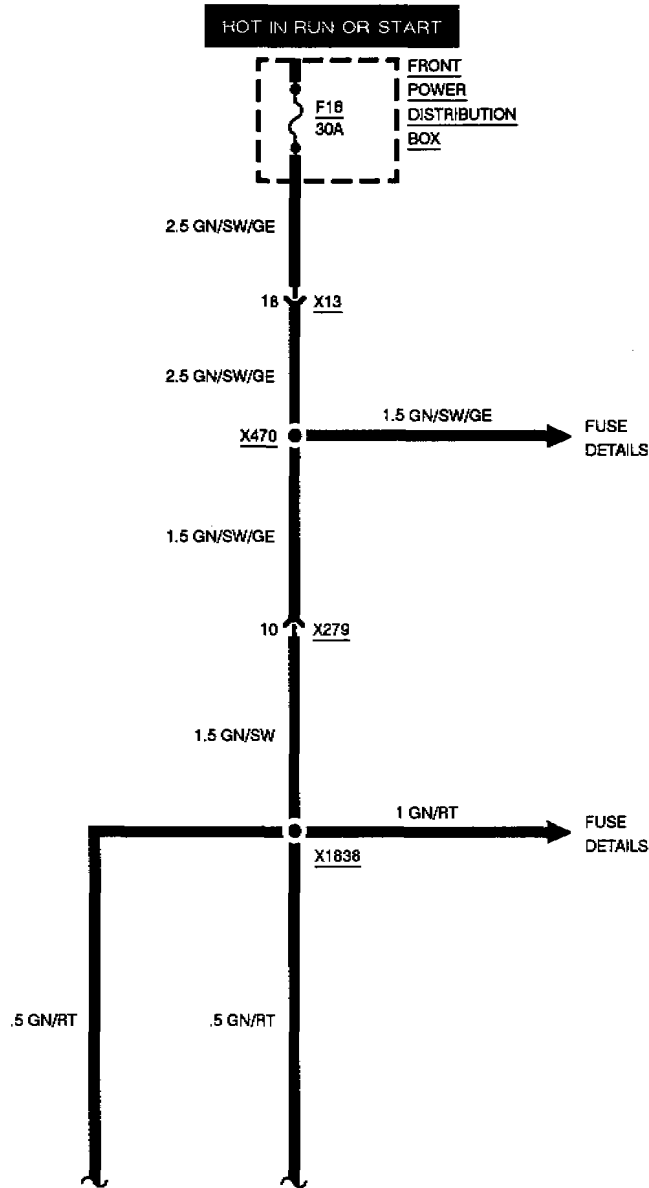 HOT IN RUN OR START
FRONT
POWER
DISTRIBUTION
BOX
F18
30A
2.5 GN/SW/GE
18 X13
2.5 GN/SW/GE
1.5 GN/SW/GE
FUSE
DETAILS
X470
1.5 GN/SW/GE
10 X279
1.5 GN/SW
1 GN/RT
FUSE
DETAILS
X1838
.5 GN/RT
.5 GN/RT